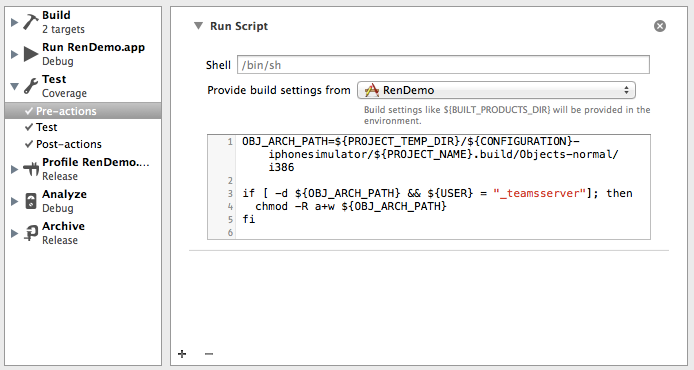 Build
2 targets
Run RenDemo.app
Debug
Test
Coverage
Pre-actions
Test
Post-actions
Profile RenDemo....
Release
Analyze
Debug
Archive
Release
Run Script
Shell /bin/sh
Provide build settings from RenDemo
Build settings like ${BUILT_PRODUCTS_DIR} will be provided in the
environment.
1 OBJ_ARCH_PATH=${PROJECT_TEMP_DIR}/${CONFIGURATION}-
iphonesimulator/${PROJECT_NAME}.build/Objects-normal/
i386
2
3 if [ -d ${OBJ_ARCH_PATH} && ${USER} = "_teamsserver"]; then
4 chmod -R a+w ${OBJ_ARCH_PATH}
5 fi
6